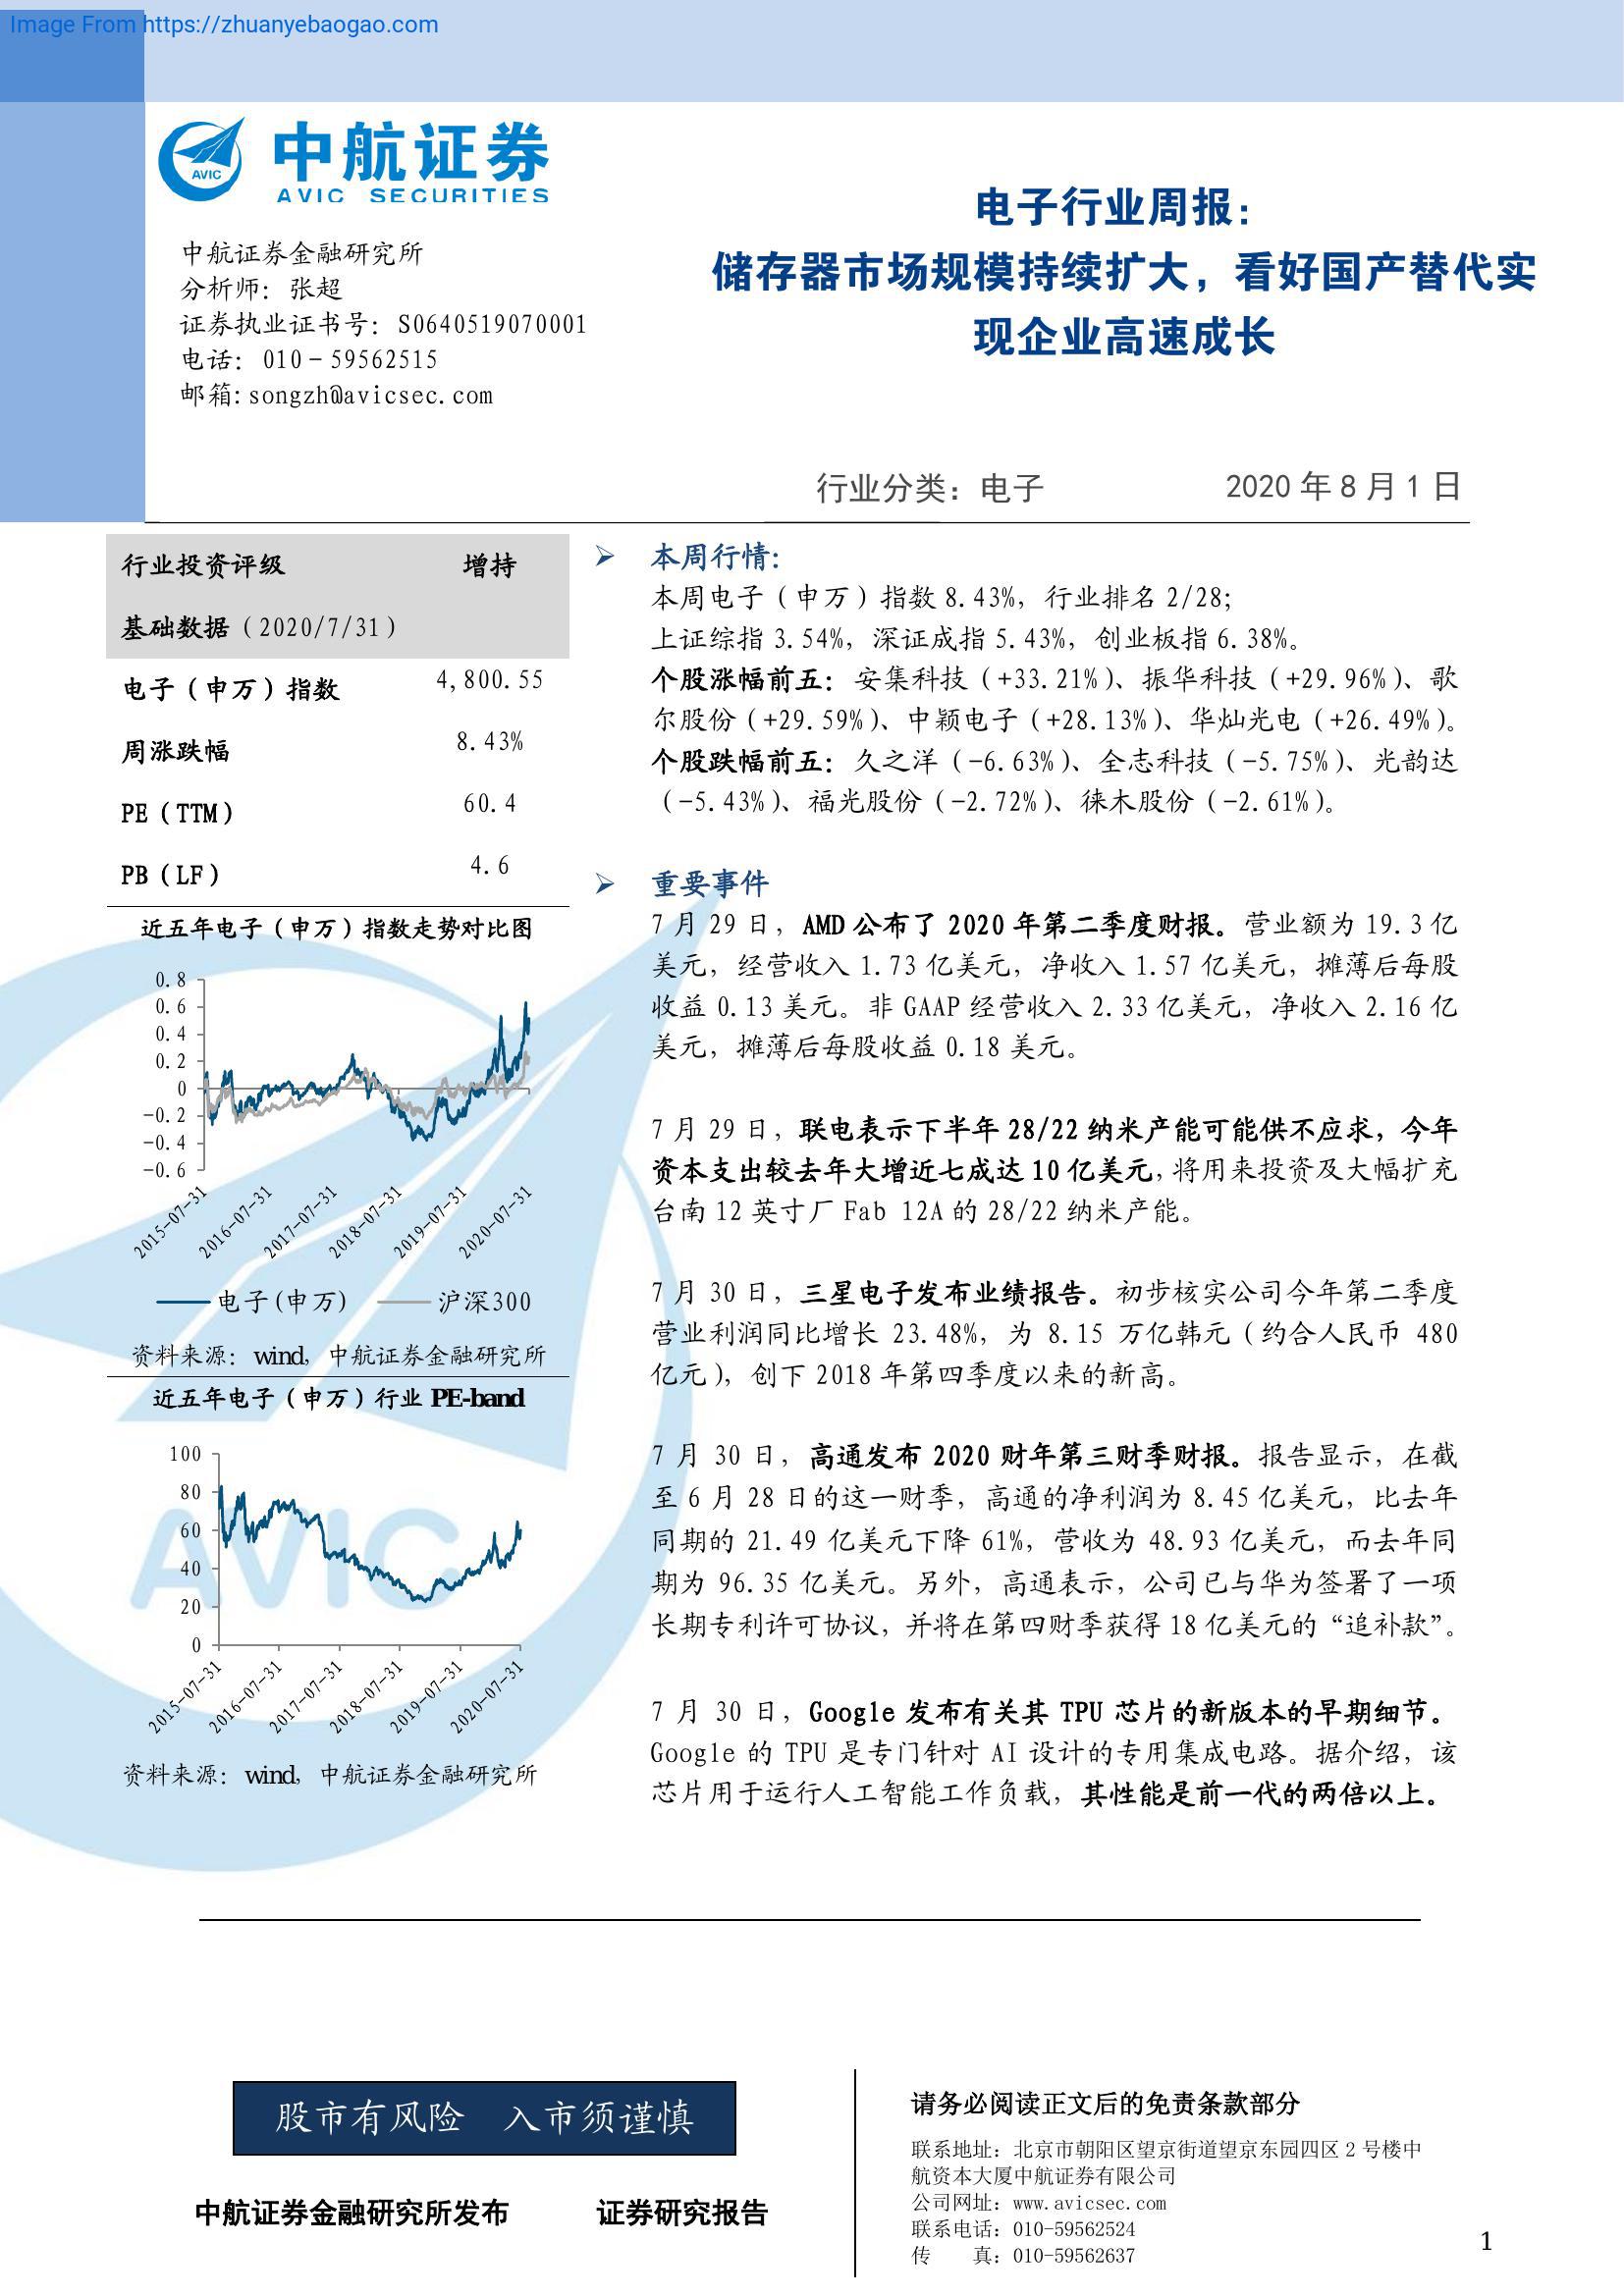 Image From https://zhuanyebaogao.com
AVIC
中航证券
AVIC SECURITIES
中航证券金融研究所
分析师：张超
证券执业证书号：S0640519070001
电话：010-59562515
邮箱:songzh@avicsec.com
电子行业周报：
储存器市场规模持续扩大，看好国产替代实
现企业高速成长
行业分类：电子 2020 年 8 月 1 日
行业投资评级 增持
基础数据（2020/7/31）
电子（申万）指数 4,800.55
周涨跌幅 8.43%
PE（TTM） 60.4
PB（LF） 4.6
近五年电子（申万）指数走势对比图
0.8
0.6
0.4
0.2
0
-0.2
-0.4
-0.6
2015-07-31
2016-07-31
2017-07-31
2018-07-31
2019-07-31
2020-07-31
电子(申万) 沪深300
资料来源：wind，中航证券金融研究所
近五年电子（申万）行业 PE-band
100
80
60
40
20
0
2015-07-31
2016-07-31
2017-07-31
2018-07-31
2019-07-31
2020-07-31
资料来源：wind，中航证券金融研究所
AVIC
➢ 本周行情：
本周电子（申万）指数 8.43%，行业排名 2/28；
上证综指 3.54%，深证成指 5.43%，创业板指 6.38%。
个股涨幅前五：安集科技（+33.21%）、振华科技（+29.96%）、歌
尔股份（+29.59%）、中颖电子（+28.13%）、华灿光电（+26.49%）。
个股跌幅前五：久之洋（-6.63%）、全志科技（-5.75%）、光韵达
（-5.43%）、福光股份（-2.72%）、徕木股份（-2.61%）。
➢ 重要事件
7 月 29 日，AMD 公布了 2020 年第二季度财报。营业额为 19.3 亿
美元，经营收入 1.73 亿美元，净收入 1.57 亿美元，摊薄后每股
收益 0.13 美元。非 GAAP 经营收入 2.33 亿美元，净收入 2.16 亿
美元，摊薄后每股收益 0.18 美元。
7 月 29 日，联电表示下半年 28/22 纳米产能可能供不应求，今年
资本支出较去年大增近七成达 10 亿美元，将用来投资及大幅扩充
台南 12 英寸厂 Fab 12A 的 28/22 纳米产能。
7 月 30 日，三星电子发布业绩报告。初步核实公司今年第二季度
营业利润同比增长 23.48%，为 8.15 万亿韩元（约合人民币 480
亿元），创下 2018 年第四季度以来的新高。
7 月 30 日，高通发布 2020 财年第三财季财报。报告显示，在截
至 6 月 28 日的这一财季，高通的净利润为 8.45 亿美元，比去年
同期的 21.49 亿美元下降 61%，营收为 48.93 亿美元，而去年同
期为 96.35 亿美元。另外，高通表示，公司已与华为签署了一项
长期专利许可协议，并将在第四财季获得 18 亿美元的“追补款”。
7 月 30 日，Google 发布有关其 TPU 芯片的新版本的早期细节。
Google 的 TPU 是专门针对 AI 设计的专用集成电路。据介绍，该
芯片用于运行人工智能工作负载，其性能是前一代的两倍以上。
股市有风险 入市须谨慎
中航证券金融研究所发布 证券研究报告
请务必阅读正文后的免责条款部分
联系地址：北京市朝阳区望京街道望京东园四区 2 号楼中
航资本大厦中航证券有限公司
公司网址：www.avicsec.com
联系电话：010-59562524
传 真：010-59562637
1